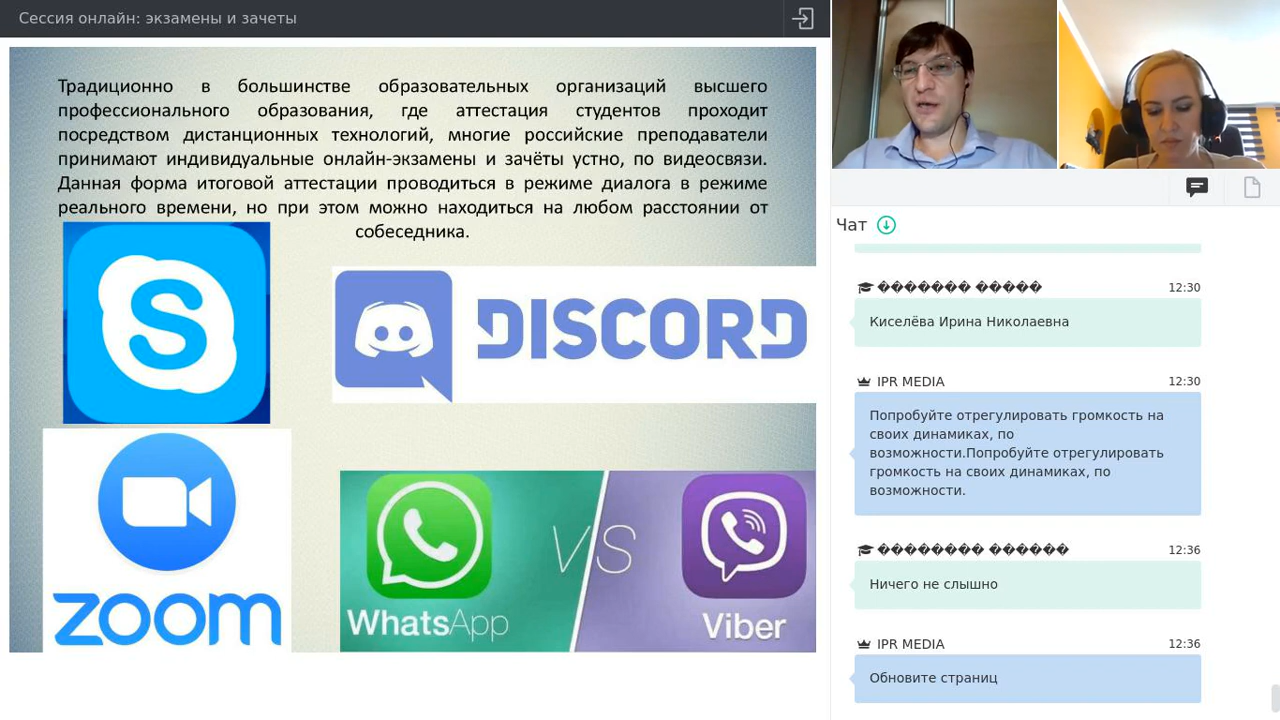 Сессия онлайн: экзамены и зачеты
Традиционно в большинстве образовательных организаций высшего
профессионального образования, где аттестация студентов проходит
посредством дистанционных технологий, многие российские преподаватели
принимают индивидуальные онлайн-экзамены и зачёты устно, по видеосвязи.
Данная форма итоговой аттестации проводиться в режиме диалога в режиме
реального времени, но при этом можно находиться на любом расстоянии от
собеседника.
S
DISCORD
zoom
VS
WhatsApp
Viber
Чат
������� ����� 12:30
Киселёва Ирина Николаевна
IPR MEDIA 12:30
Попробуйте отрегулировать громкость на
своих динамиках, по
возможности.Попробуйте отрегулировать
громкость на своих динамиках, по
возможности.
�������� ������ 12:36
Ничего не слышно
IPR MEDIA 12:36
Обновите страниц